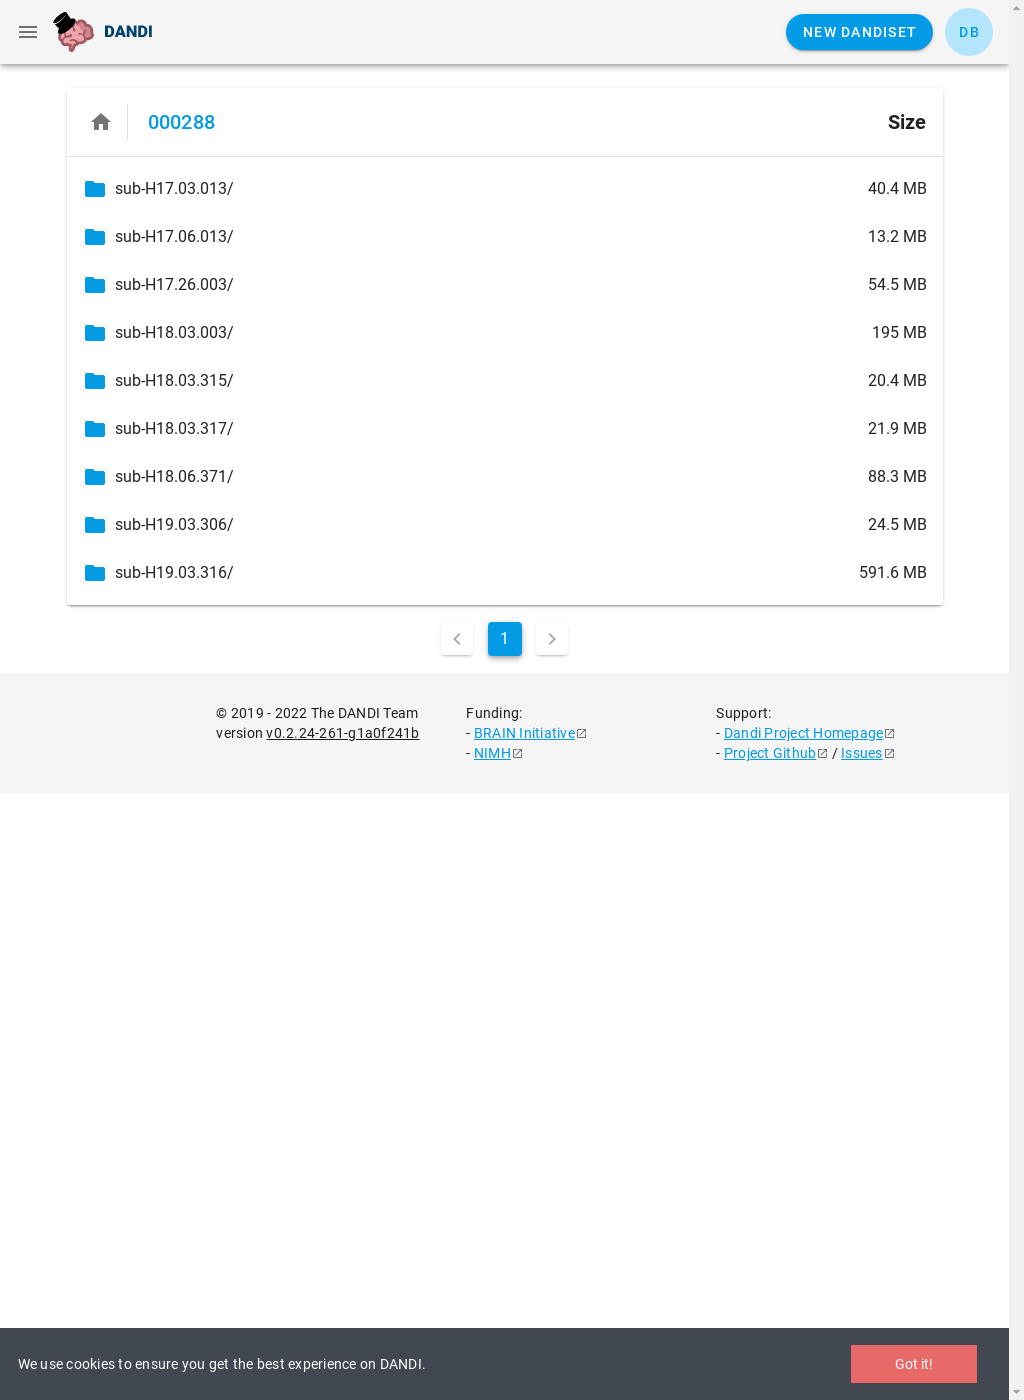 DANDI
NEW DANDISET
DB
000288
Size
sub-H17.03.013/ 40.4 MB
sub-H17.06.013/ 13.2 MB
sub-H17.26.003/ 54.5 MB
sub-H18.03.003/ 195 MB
sub-H18.03.315/ 20.4 MB
sub-H18.03.317/ 21.9 MB
sub-H18.06.371/ 88.3 MB
sub-H19.03.306/ 24.5 MB
sub-H19.03.316/ 591.6 MB
1
© 2019 - 2022 The DANDI Team
version v0.2.24-261-g1a0f241b
Funding:
- BRAIN Initiative
- NIMH
Support:
- Dandi Project Homepage
- Project Github / Issues
We use cookies to ensure you get the best experience on DANDI.
Got it!